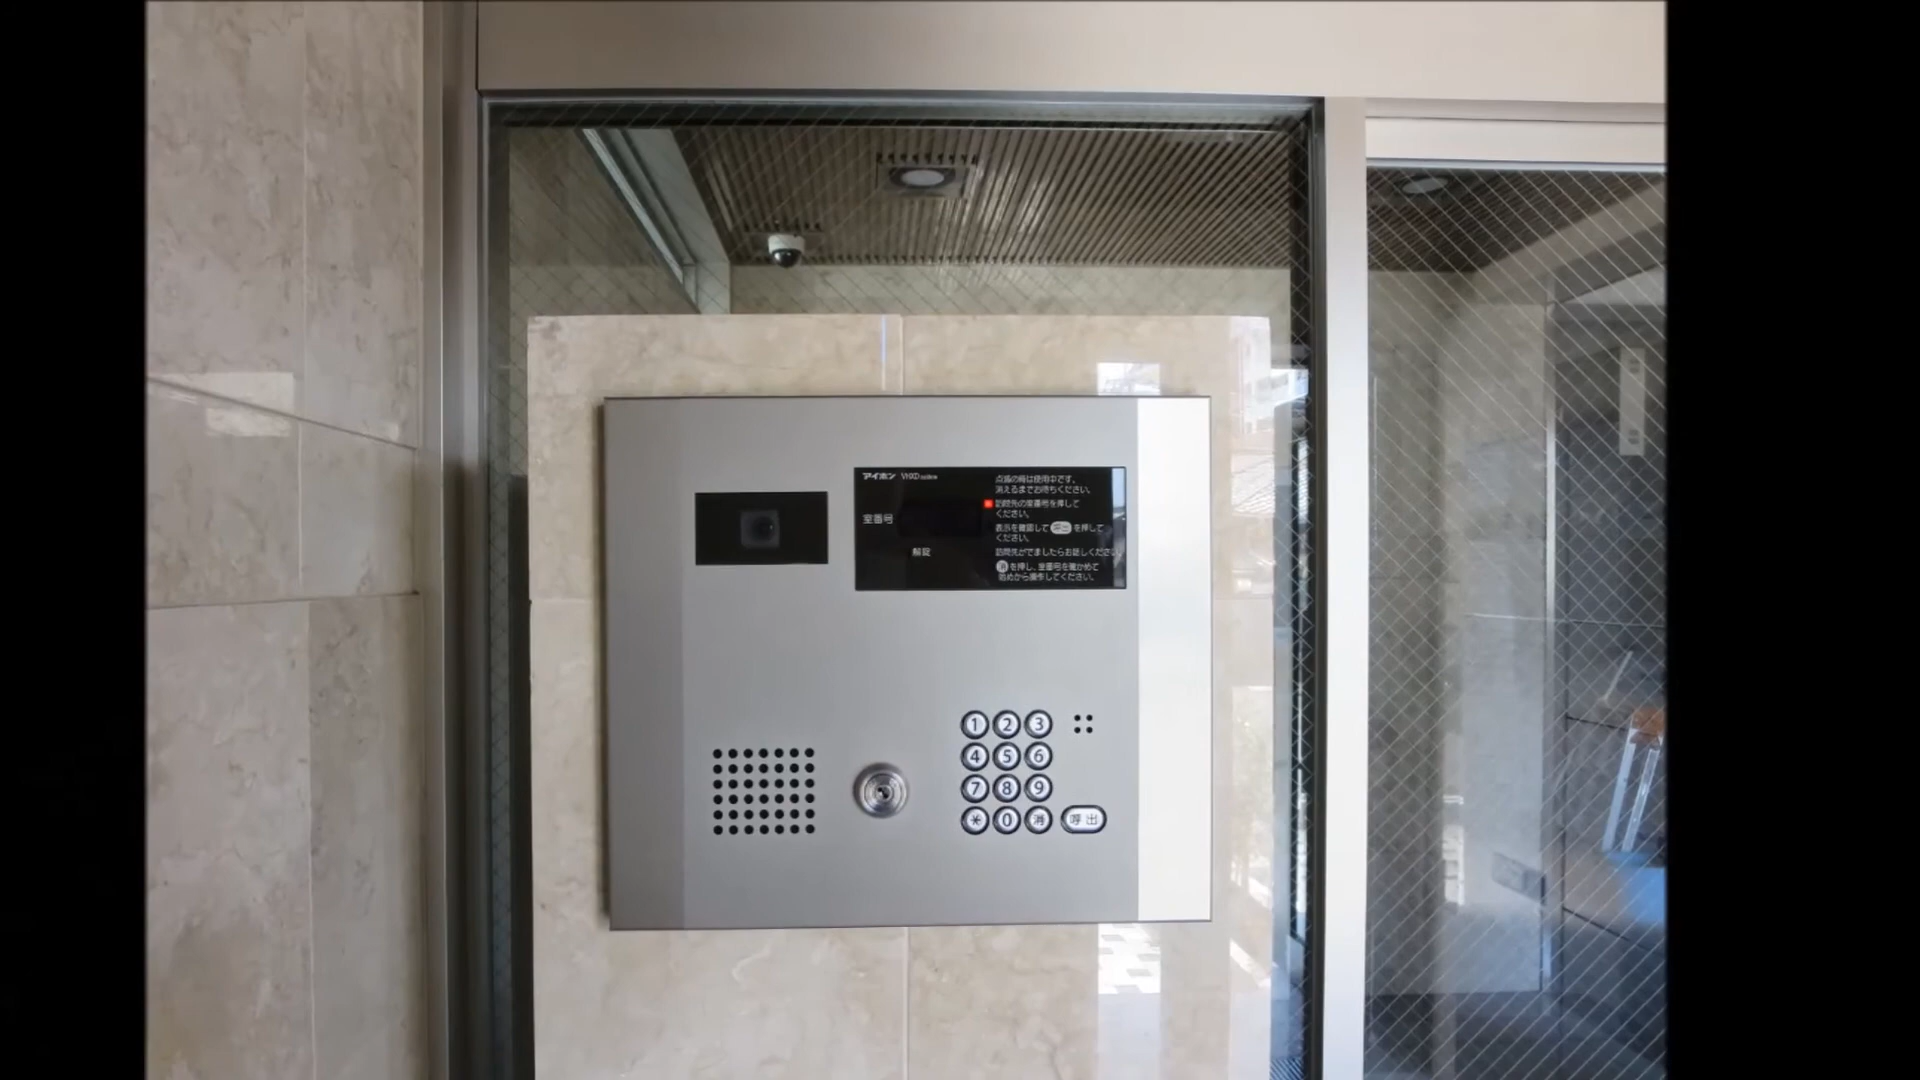 アイホン VHXD system
点滅の時は使用中です。
消えるまでお待ちください。
訪問先の室番号を押して
ください。
室番号
表示を確認して 呼出 を押して
ください。
解錠
訪問先がでましたらお話しください。
消 を押し、室番号を確かめて
始めから操作してください。
1 2 3
4 5 6
7 8 9
* 0 消 呼出